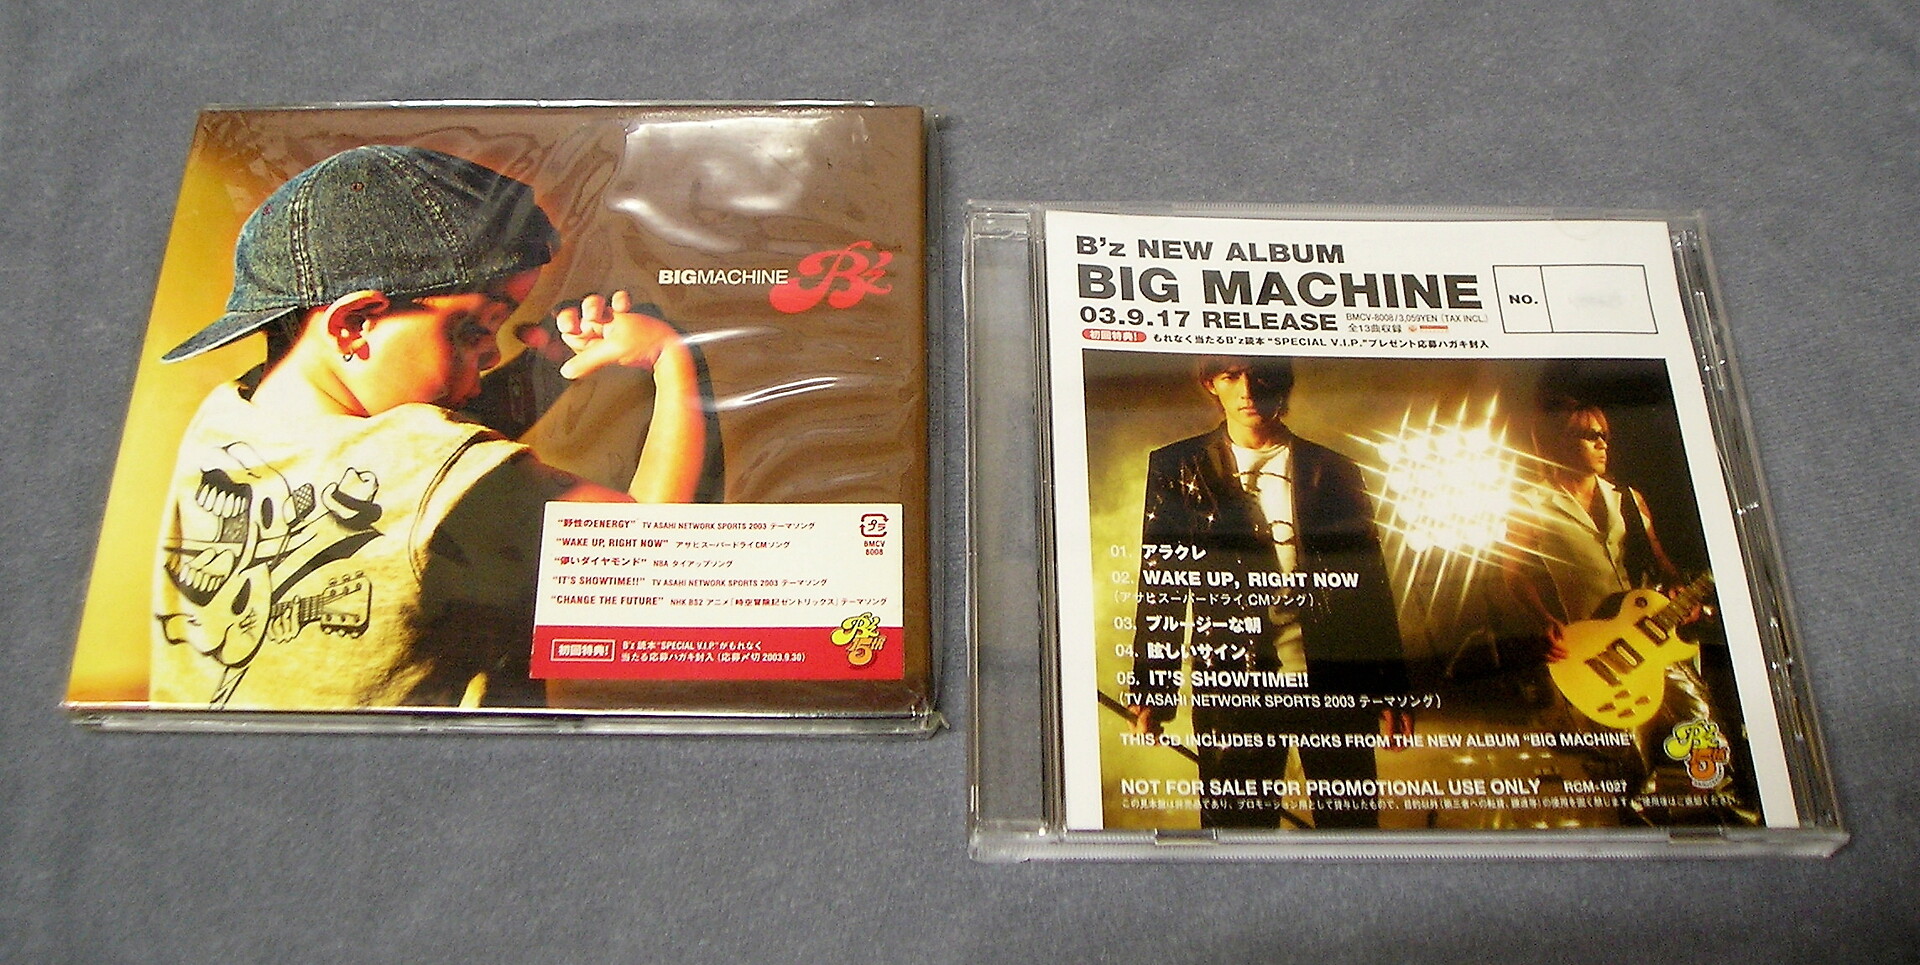 BIGMACHINE B'z
"野性のENERGY" TV ASAHI NETWORK SPORTS 2003 テーマソング
"WAKE UP, RIGHT NOW" アサヒスーパードライCMソング
"儚いダイヤモンド" NBA タイアップソング
"IT'S SHOWTIME!!" TV ASAHI NETWORK SPORTS 2003 テーマソング
"CHANGE THE FUTURE" NHK BS2 アニメ「時空冒険記ゼントリックス」テーマソング
プラ
BMCV
8008
初回特典!
B'z 読本"SPECIAL V.I.P."がもれなく
当たる応募ハガキ封入 (応募〆切 2003.9.30)
B'z
15th
B'z NEW ALBUM
BIG MACHINE
03.9.17 RELEASE
BMCV-8008/3,059YEN [TAX INCL.]
全13曲収録
NO.
初回特典! もれなく当たるB'z読本"SPECIAL V.I.P."プレゼント応募ハガキ封入
01. アラクレ
02. WAKE UP, RIGHT NOW
(アサヒスーパードライ CMソング)
03. ブルージーな朝
04. 眩しいサイン
05. IT'S SHOWTIME!!
(TV ASAHI NETWORK SPORTS 2003 テーマソング)
THIS CD INCLUDES 5 TRACKS FROM THE NEW ALBUM "BIG MACHINE"
NOT FOR SALE FOR PROMOTIONAL USE ONLY RCM-1027
B'z
15th